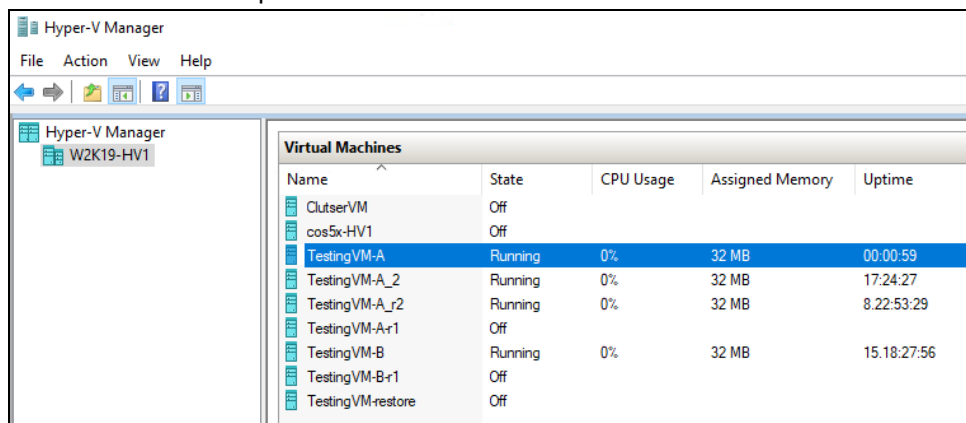 Hyper-V Manager
File Action View Help
Hyper-V Manager
W2K19-HV1
Virtual Machines
Name State CPU Usage Assigned Memory Uptime
ClutserVM Off
cos5x-HV1 Off
TestingVM-A Running 0% 32 MB 00:00:59
TestingVM-A_2 Running 0% 32 MB 17:24:27
TestingVM-A_r2 Running 0% 32 MB 8.22:53:29
TestingVM-A-r1 Off
TestingVM-B Running 0% 32 MB 15.18:27:56
TestingVM-B-r1 Off
TestingVM-restore Off